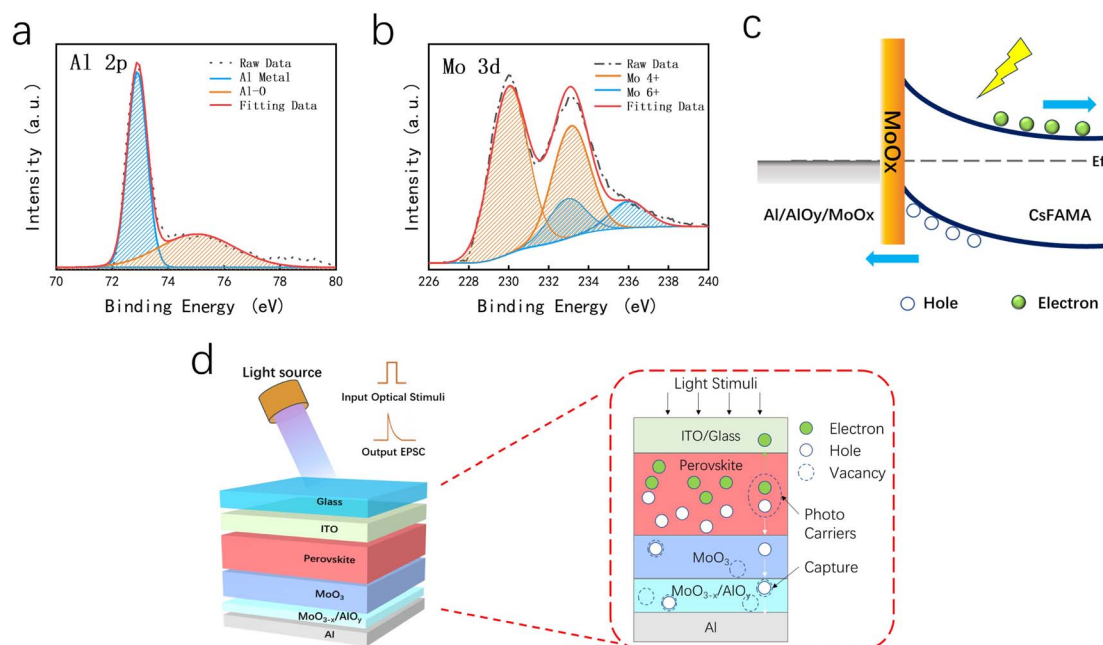 a
Al 2p
Raw Data
Al Metal
Al-O
Fitting Data
Intensity (a. u.)
70 72 74 76 78 80
Binding Energy (eV)
b
Mo 3d
Raw Data
Mo 4+
Mo 6+
Fitting Data
Intensity (a. u.)
226 228 230 232 234 236 238 240
Binding Energy (eV)
c
MoOx
Ef
Al/AlOy/MoOx
CsFAMA
Hole
Electron
d
Light source
Input Optical Stimuli
Output EPSC
Glass
ITO
Perovskite
MoO₃
MoO₃₋ₓ/AlOᵧ
Al
Light Stimuli
ITO/Glass
Perovskite
MoO₃
MoO₃₋ₓ/AlOᵧ
Al
Electron
Hole
Vacancy
Photo
Carriers
Capture